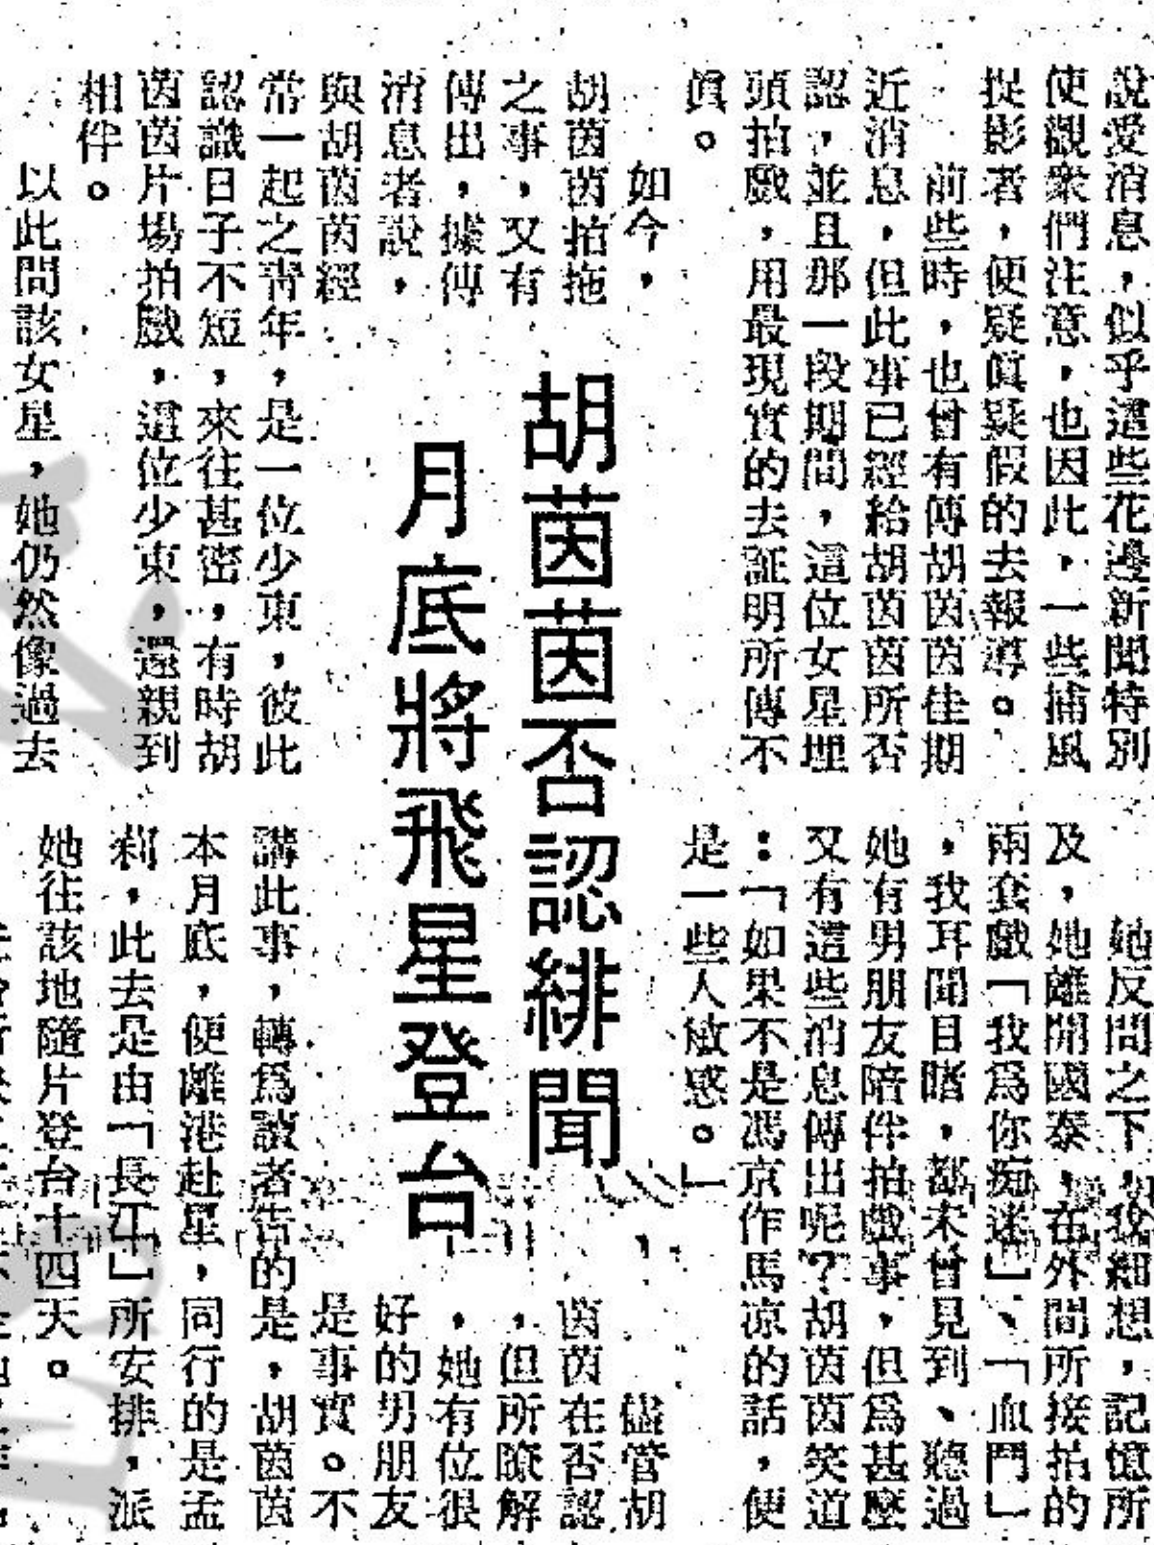 胡茵茵否認緋聞
月底將飛星登台
說愛消息，似乎這些花邊新聞特別
使觀衆們注意，也因此，一些捕風
捉影者，便疑眞疑假的去報導。
前些時，也曾有傳胡茵茵佳期
近消息，但此事已經給胡茵茵所否
認，並且那一段期間，這位女星埋
頭拍戲，用最現實的去証明所傳不
眞。
如今，
胡茵茵拍拖
之事，又有
傳出，據傳
消息者說，
與胡茵茵經
常一起之靑年，是一位少東，彼此
認識日子不短，來往甚密，有時胡
茵茵片場拍戲，這位少東，還親到
相伴。
以此問該女星，她仍然像過去
她反問之下，我細想，記憶所
及，她離開國泰，在外間所接拍的
兩套戲「我爲你痴迷」、「血鬥」
，我耳聞目睹，都未曾見到、聽過
她有男朋友陪伴拍戲事，但爲甚麼
又有這些消息傳出呢？胡茵茵笑道
：「如果不是馮京作馬凉的話，便
是一些人敏感。」
儘管胡
茵茵在否認
，但所瞭解
，她有位很
好的男朋友
是事實。不
講此事，轉爲讀者告的是，胡茵茵
本月底，便離港赴星，同行的是孟
莉，此去是由「長江」所安排，派
她往該地隨片登台十四天。